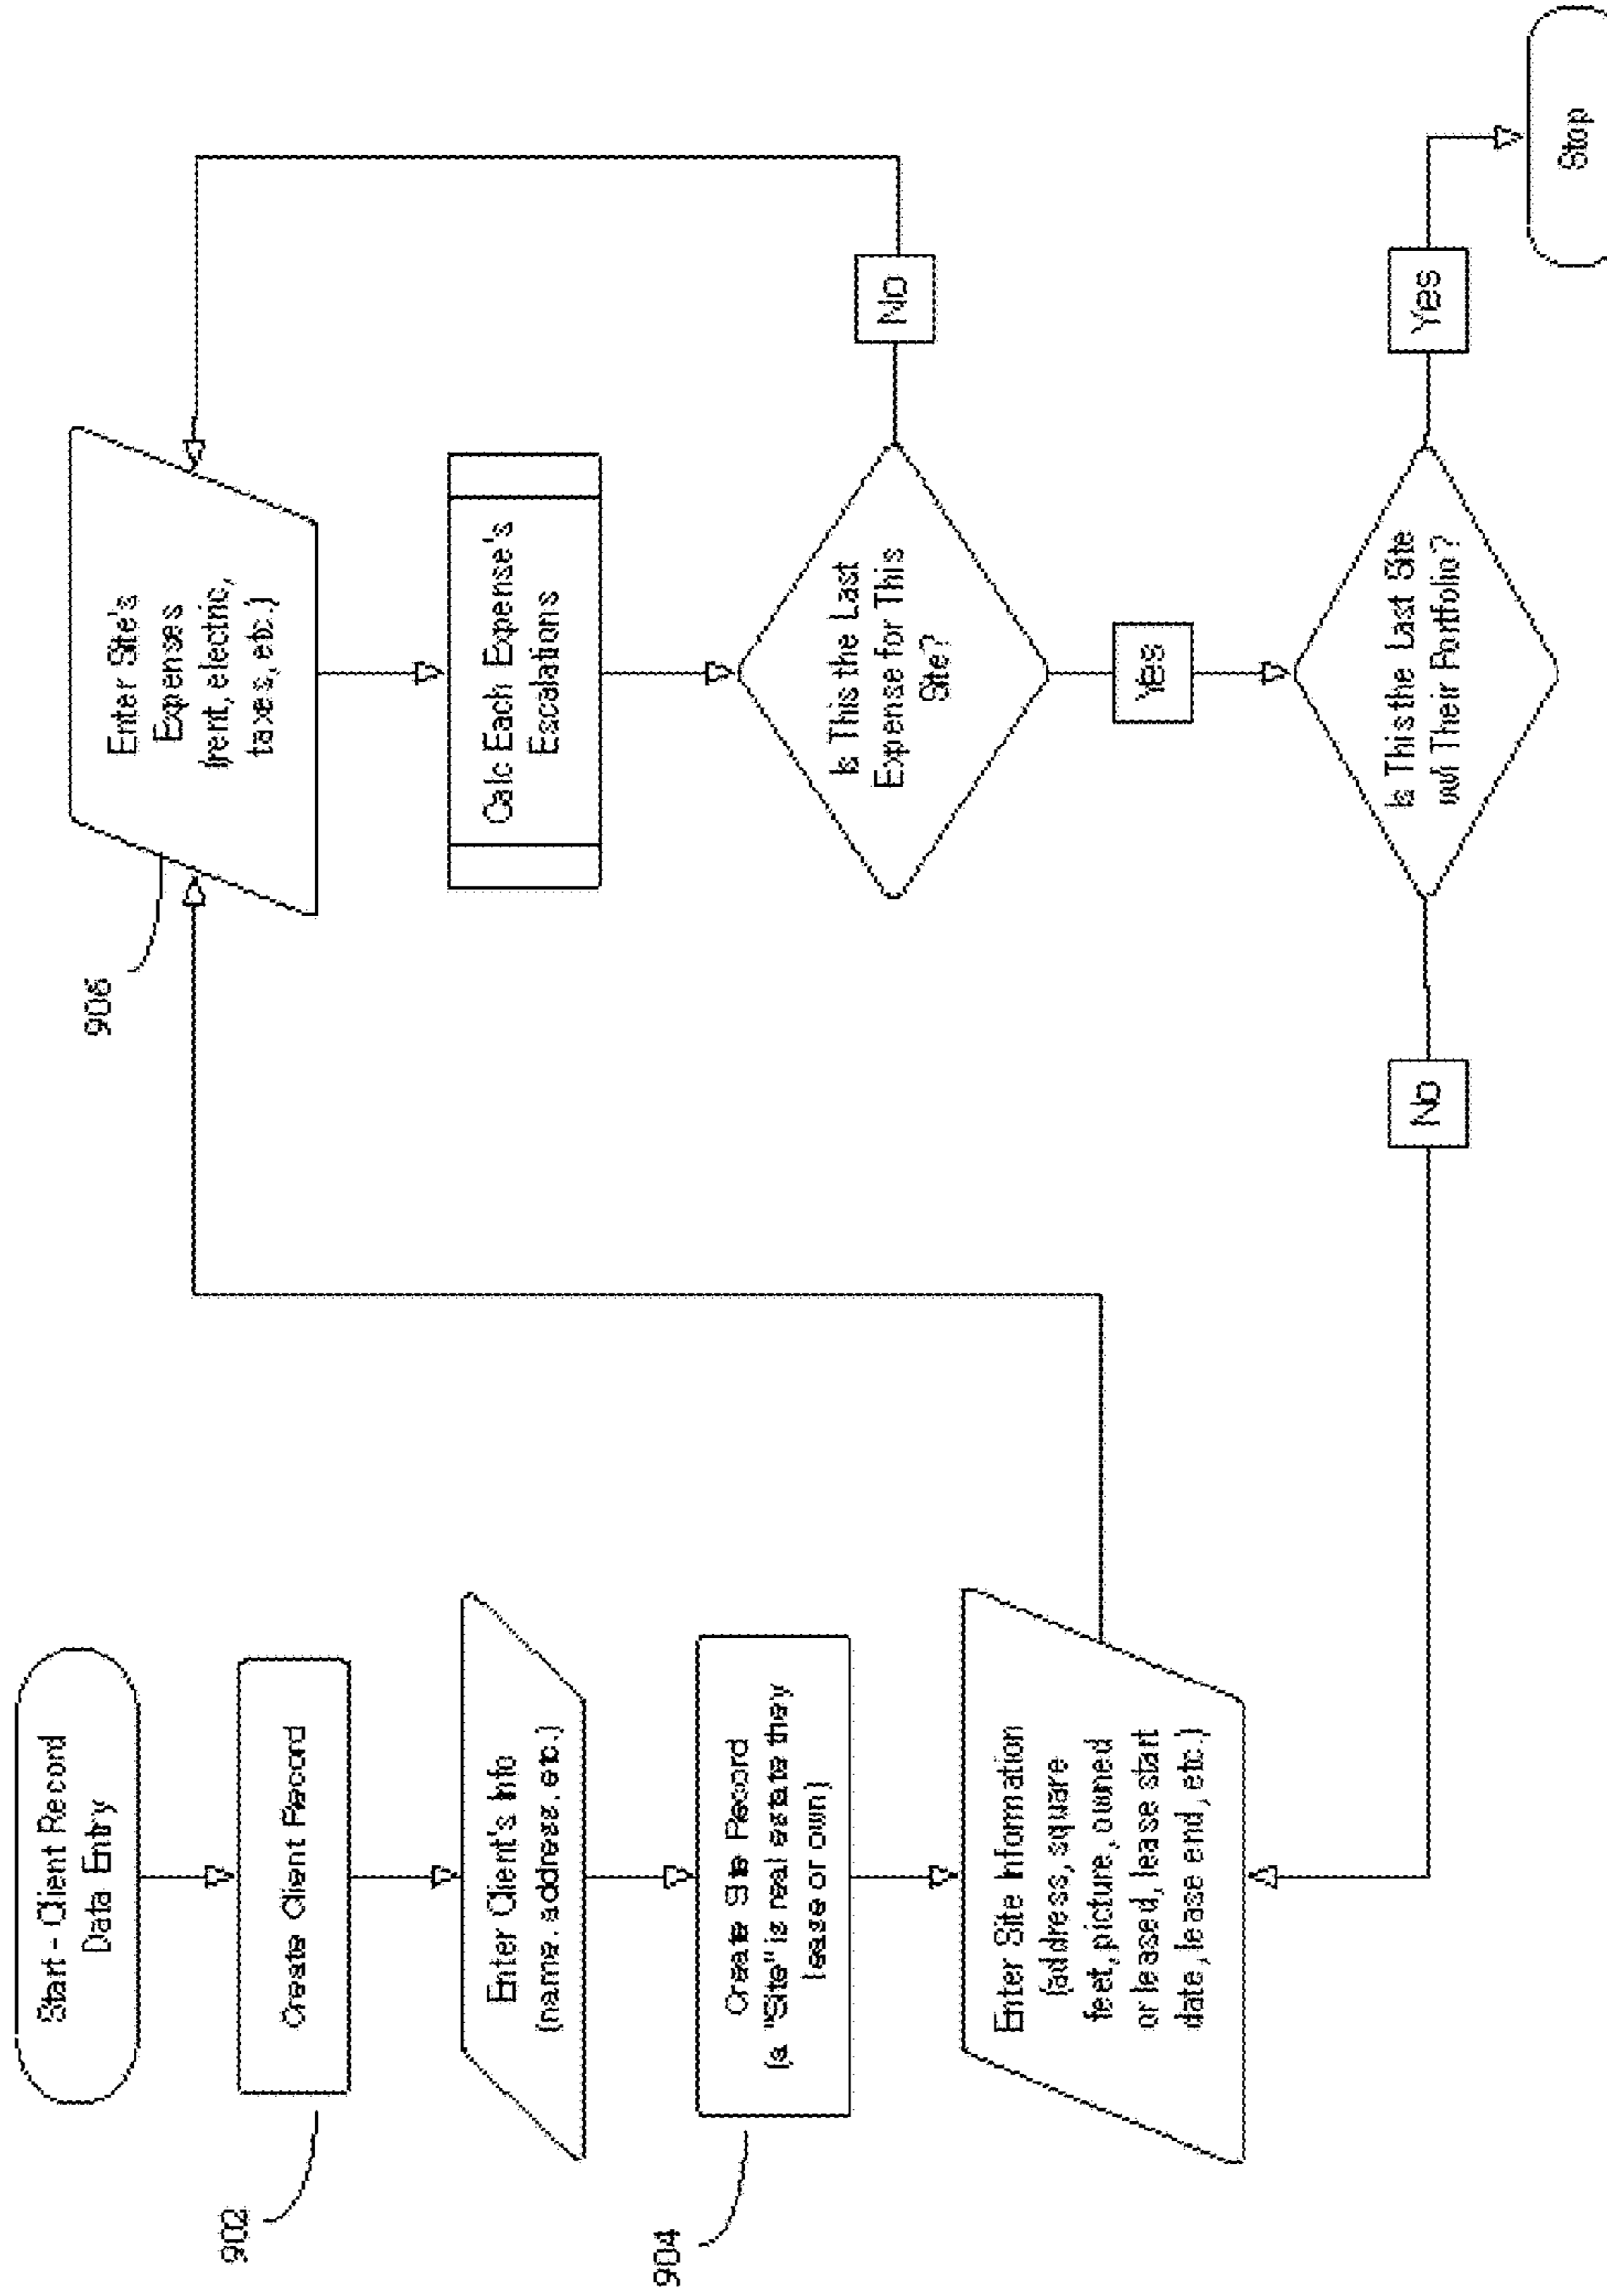 Start - Client Record
Data Entry
902
Create Client Record
Enter Client's Info
(name, address, etc.)
904
Create Site Record
(a "Site" is real estate they
lease or own)
Enter Site Information
(address, square
feet, picture, owned
or leased, lease start
date, lease end, etc.)
906
Enter Site's
Expenses
(rent, electric,
taxes, etc.)
Calc Each Expense's
Escalations
Is This the Last
Expense for This
Site?
No
Yes
Is This the Last Site
w/i Their Portfolio?
No
Yes
Stop